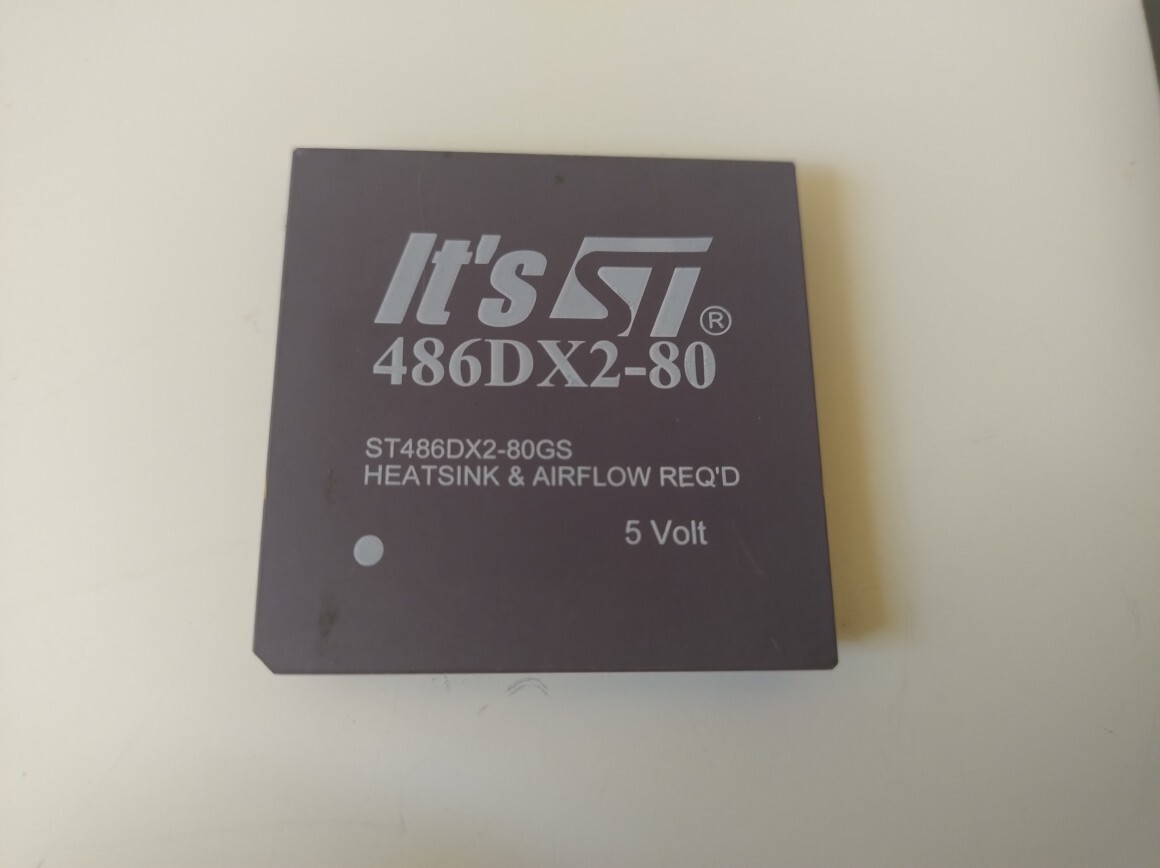 It's ST®
486DX2-80
ST486DX2-80GS
HEATSINK & AIRFLOW REQ'D
5 Volt